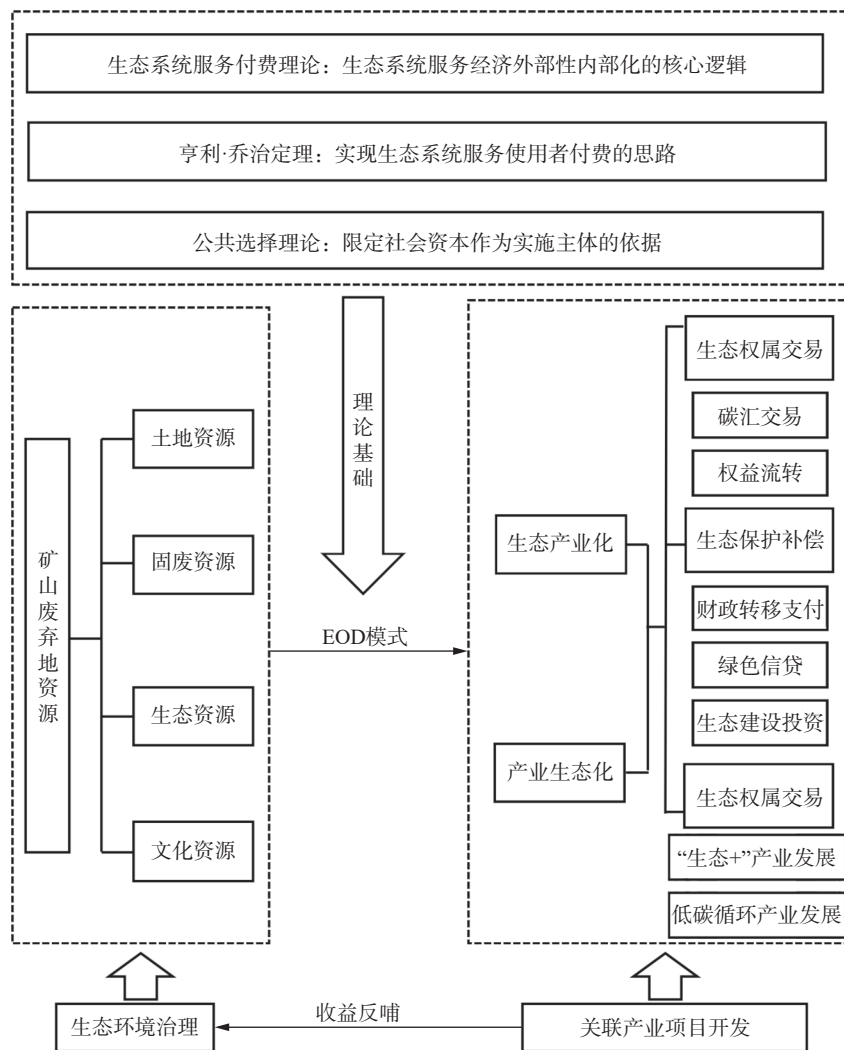 生态系统服务付费理论：生态系统服务经济外部性内部化的核心逻辑
亨利·乔治定理：实现生态系统服务使用者付费的思路
公共选择理论：限定社会资本作为实施主体的依据
理论基础
矿山废弃地资源
土地资源
固废资源
生态资源
文化资源
EOD模式
生态产业化
产业生态化
生态权属交易
碳汇交易
权益流转
生态保护补偿
财政转移支付
绿色信贷
生态建设投资
生态权属交易
“生态+”产业发展
低碳循环产业发展
生态环境治理
收益反哺
关联产业项目开发